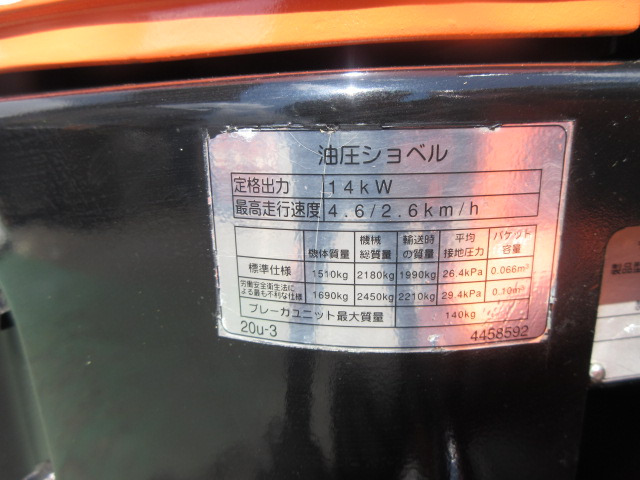 油圧ショベル
定格出力 14kW
最高走行速度 4.6/2.6km/h
機体質量 機械総質量 輸送時の質量 平均接地圧力 バケット容量
標準仕様 1510kg 2180kg 1990kg 26.4kPa 0.066m³
労働安全衛生法による最も不利な仕様 1690kg 2450kg 2210kg 29.4kPa 0.10m³
ブレーカユニット最大質量 140kg
20u-3 4458592
製品型